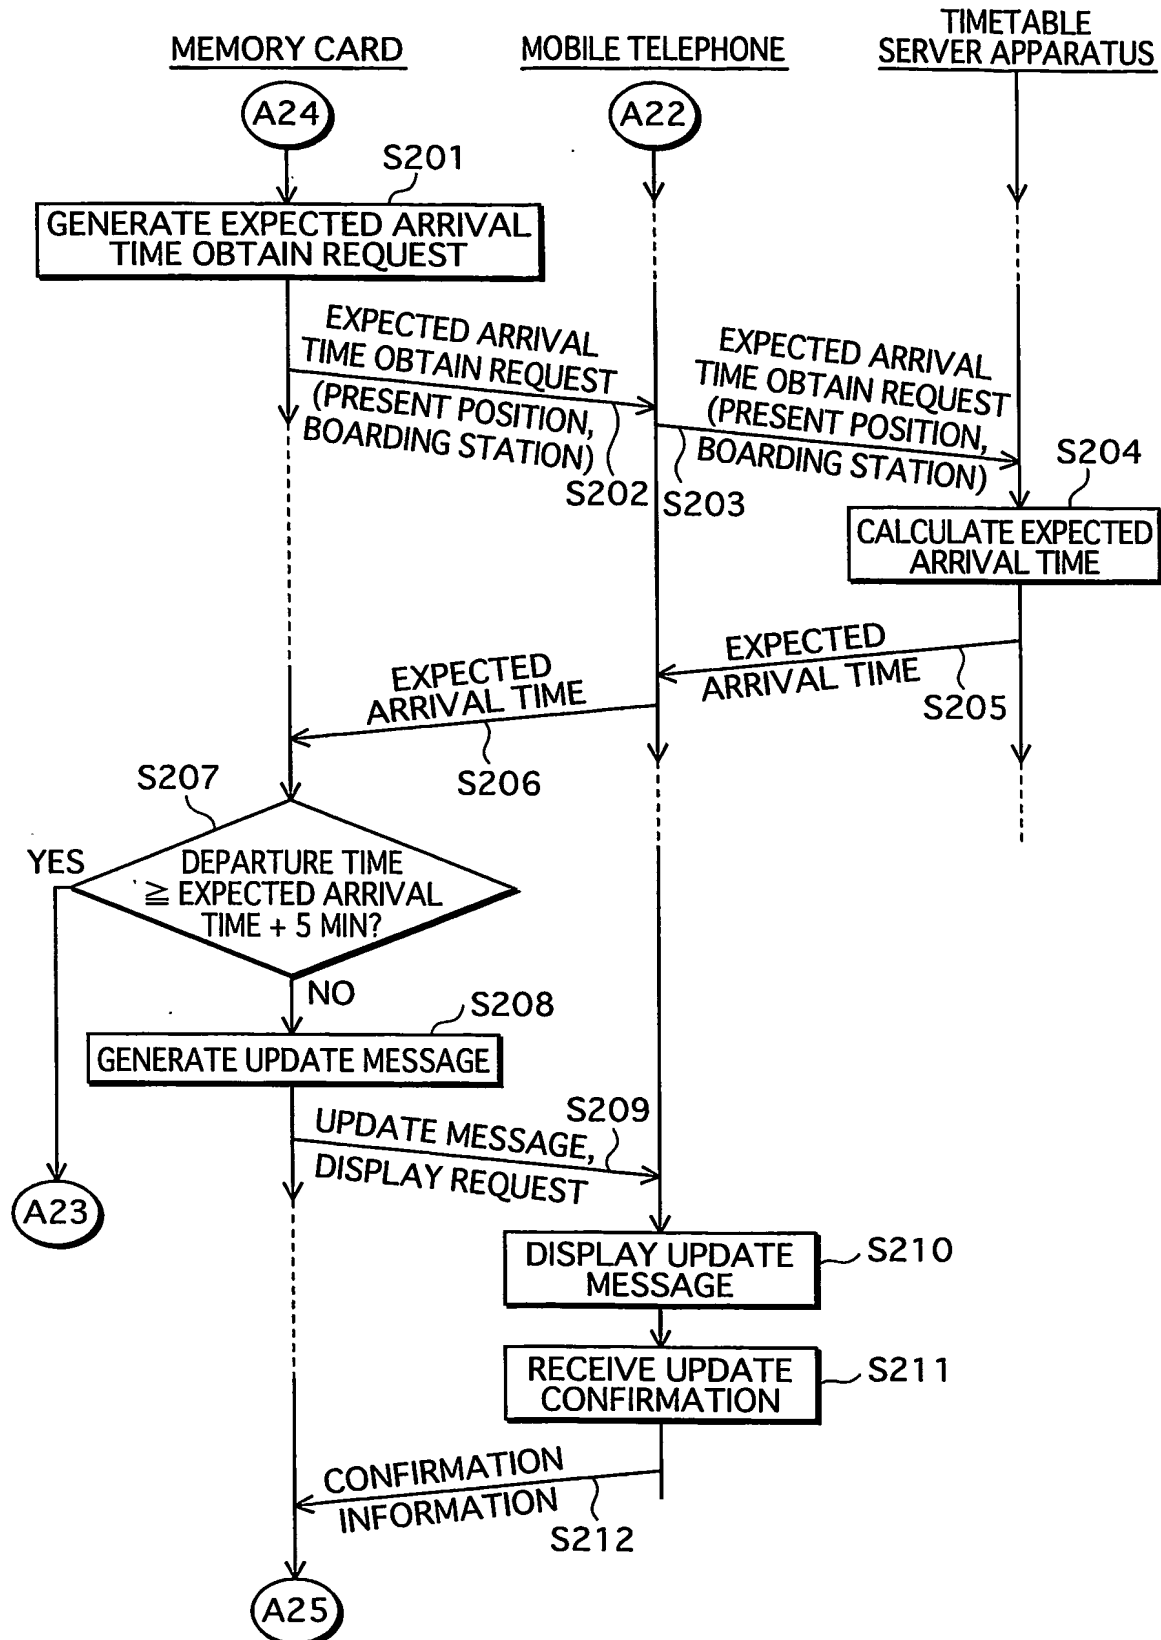 MEMORY CARD
MOBILE TELEPHONE
TIMETABLE
SERVER APPARATUS
A24
A22
S201
GENERATE EXPECTED ARRIVAL
TIME OBTAIN REQUEST
EXPECTED ARRIVAL
TIME OBTAIN REQUEST
(PRESENT POSITION,
BOARDING STATION)
S202
EXPECTED ARRIVAL
TIME OBTAIN REQUEST
(PRESENT POSITION,
BOARDING STATION)
S203
S204
CALCULATE EXPECTED
ARRIVAL TIME
EXPECTED
ARRIVAL TIME
S205
EXPECTED
ARRIVAL TIME
S206
S207
YES
DEPARTURE TIME
≧ EXPECTED ARRIVAL
TIME + 5 MIN?
NO
S208
GENERATE UPDATE MESSAGE
S209
UPDATE MESSAGE,
DISPLAY REQUEST
A23
DISPLAY UPDATE
MESSAGE
S210
RECEIVE UPDATE
CONFIRMATION
S211
CONFIRMATION
INFORMATION
S212
A25